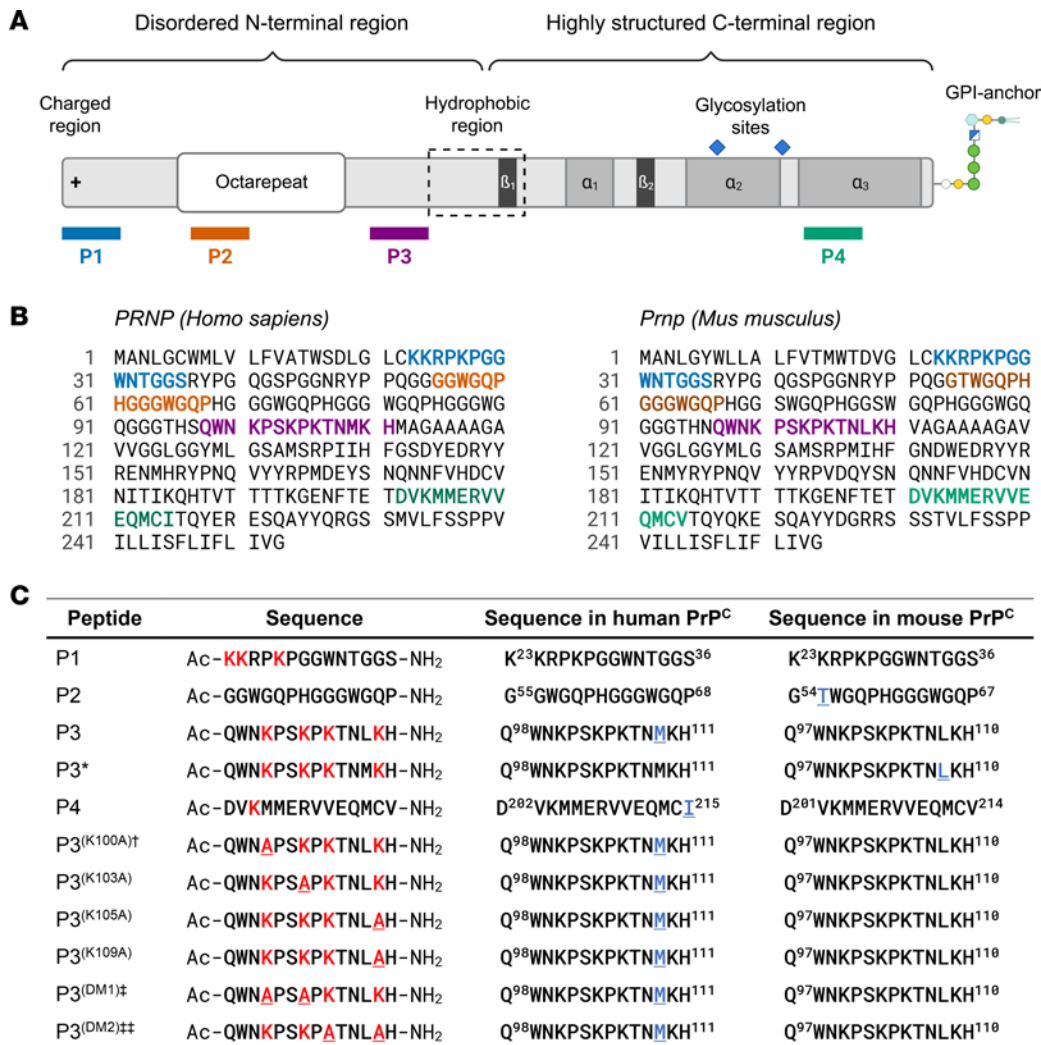 A
Disordered N-terminal region Highly structured C-terminal region
Charged region
Hydrophobic region
Glycosylation sites
GPI-anchor
+ Octarepeat ß₁ α₁ ß₂ α₂ α₃
P1 P2 P3 P4
B
PRNP (Homo sapiens)
1 MANLGCWMLV LFVATWSDLG LCKKRPKPGG
31 WNTGGSRYPG QGSPGGNRYP PQGGGGWGQP
61 HGGGWGQPHG GGWGQPHGGG WGQPHGGGWG
91 QGGGTHSQWN KPSKPKTNMK HMAGAAAAGA
121 VVGGLGGYML GSAMSRPIIH FGSDYEDRYY
151 RENMHRYPNQ VYYRPMDEYS NQNNFVHDCV
181 NITIKQHTVT TTTKGENFTE TDVKMMERVV
211 EQMCITQYER ESQAYYQRGS SMVLFSSPPV
241 ILLISFLIFL IVG
Prnp (Mus musculus)
1 MANLGYWLLA LFVTMWTDVG LCKKRPKPGG
31 WNTGGSRYPG QGSPGGNRYP PQGGTWGQPH
61 GGGWGQPHGG SWGQPHGGSW GQPHGGGWGQ
91 GGGTHNQWNK PSKPKTNLKH VAGAAAAGAV
121 VGGLGGYMLG SAMSRPMIHF GNDWEDRYYR
151 ENMYRYPNQV YYRPVDQYSN QNNFVHDCVN
181 ITIKQHTVTT TTKGENFTET DVKMMERVVE
211 QMCVTQYQKE SQAYYDGRRS SSTVLFSSPP
241 VILLISFLIF LIVG
C
Peptide Sequence Sequence in human PrPᶜ Sequence in mouse PrPᶜ
P1 Ac-KKRPKPGGWNTGGS-NH₂ K²³KRPKPGGWNTGGS³⁶ K²³KRPKPGGWNTGGS³⁶
P2 Ac-GGWGQPHGGGWGQP-NH₂ G⁵⁵GWGQPHGGGWGQP⁶⁸ G⁵⁴TWGQPHGGGWGQP⁶⁷
P3 Ac-QWNKPSKPKTNLKH-NH₂ Q⁹⁸WNKPSKPKTNMKH¹¹¹ Q⁹⁷WNKPSKPKTNLKH¹¹⁰
P3* Ac-QWNKPSKPKTNMKH-NH₂ Q⁹⁸WNKPSKPKTNMKH¹¹¹ Q⁹⁷WNKPSKPKTNLKH¹¹⁰
P4 Ac-DVKMMERVVEQMCV-NH₂ D²⁰²VKMMERVVEQMCI²¹⁵ D²⁰¹VKMMERVVEQMCV²¹⁴
P3⁽ᴷ¹⁰⁰ᴬ⁾† Ac-QWNAPSKPKTNLKH-NH₂ Q⁹⁸WNKPSKPKTNMKH¹¹¹ Q⁹⁷WNKPSKPKTNLKH¹¹⁰
P3⁽ᴷ¹⁰³ᴬ⁾ Ac-QWNKPSAPKTNLKH-NH₂ Q⁹⁸WNKPSKPKTNMKH¹¹¹ Q⁹⁷WNKPSKPKTNLKH¹¹⁰
P3⁽ᴷ¹⁰⁵ᴬ⁾ Ac-QWNKPSKPKTNLAH-NH₂ Q⁹⁸WNKPSKPKTNMKH¹¹¹ Q⁹⁷WNKPSKPKTNLKH¹¹⁰
P3⁽ᴷ¹⁰⁹ᴬ⁾ Ac-QWNKPSKPKTNLAH-NH₂ Q⁹⁸WNKPSKPKTNMKH¹¹¹ Q⁹⁷WNKPSKPKTNLKH¹¹⁰
P3⁽ᴰᴹ¹⁾‡ Ac-QWNAPSAPKTNLKH-NH₂ Q⁹⁸WNKPSKPKTNMKH¹¹¹ Q⁹⁷WNKPSKPKTNLKH¹¹⁰
P3⁽ᴰᴹ²⁾‡‡ Ac-QWNKPSKPATNLAH-NH₂ Q⁹⁸WNKPSKPKTNMKH¹¹¹ Q⁹⁷WNKPSKPKTNLKH¹¹⁰